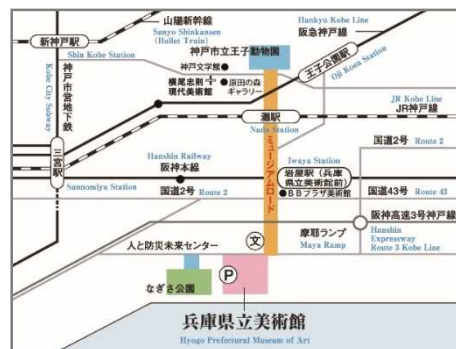 山陽新幹線
Sanyo Shinkansen
(Bullet Train)
Hankyu Kobe Line
阪急神戸線
新神戸駅
Shin Kobe Station
神戸市立王子動物園
神戸文学館
王子公園駅
Oji Koen Station
横尾忠則
現代美術館
原田の森
ギャラリー
神戸市営地下鉄
Kobe City Subway
JR Kobe Line
JR神戸線
灘駅
Nada Station
ミュージアムロード
三宮駅
Sannomiya Station
Hanshin Railway
阪神本線
Iwaya Station
岩屋駅(兵庫
県立美術館前)
国道2号 Route 2
国道2号 Route 2
BBプラザ美術館
国道43号 Route 43
阪神高速3号神戸線
Hanshin
Expressway
Route 3 Kobe Line
摩耶ランプ
Maya Ramp
人と防災未来センター
文
P
なぎさ公園
兵庫県立美術館
Hyogo Prefectural Museum of Art